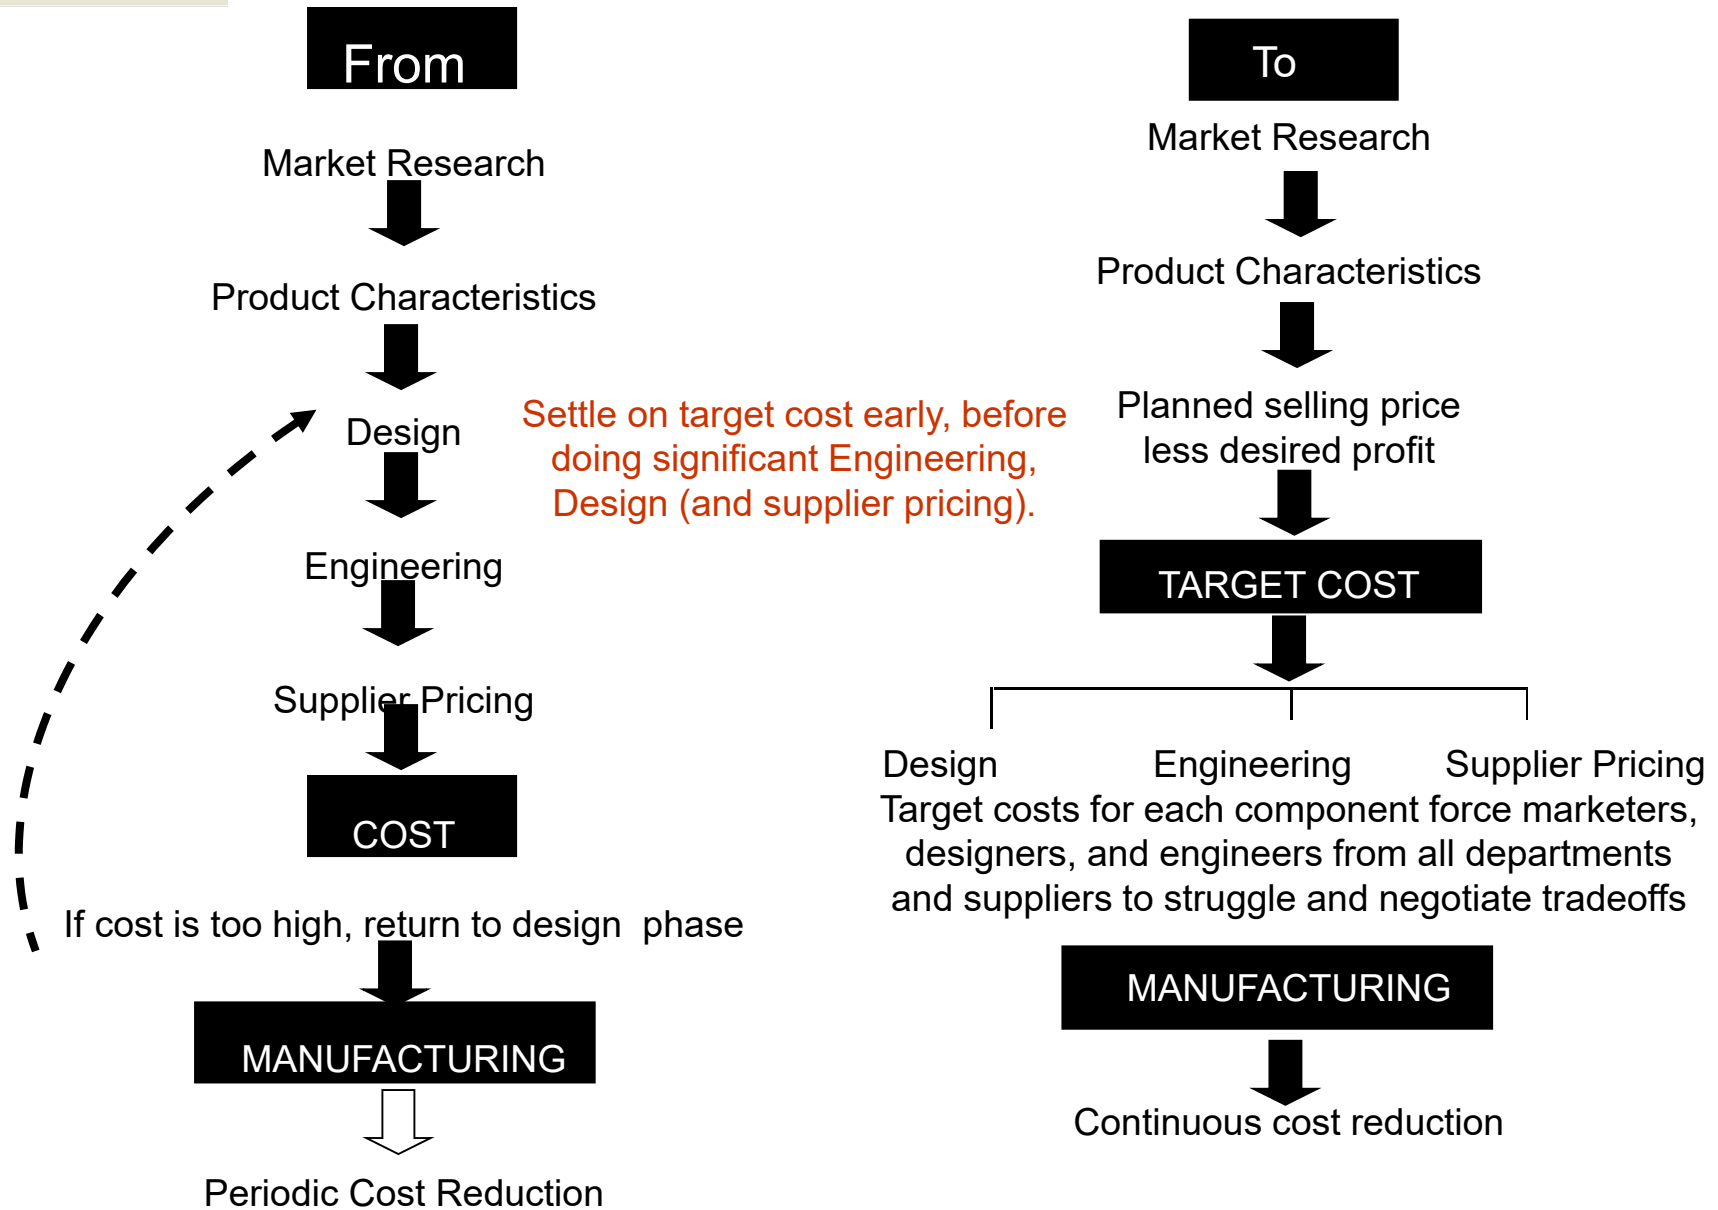 From
Market Research
Product Characteristics
Design
Engineering
Supplier Pricing
COST
If cost is too high, return to design  phase
MANUFACTURING
Periodic Cost Reduction
Settle on target cost early, before
doing significant Engineering,
Design (and supplier pricing).
To
Market Research
Product Characteristics
Planned selling price
less desired profit
TARGET COST
Design Engineering Supplier Pricing
Target costs for each component force marketers,
designers, and engineers from all departments
and suppliers to struggle and negotiate tradeoffs
MANUFACTURING
Continuous cost reduction